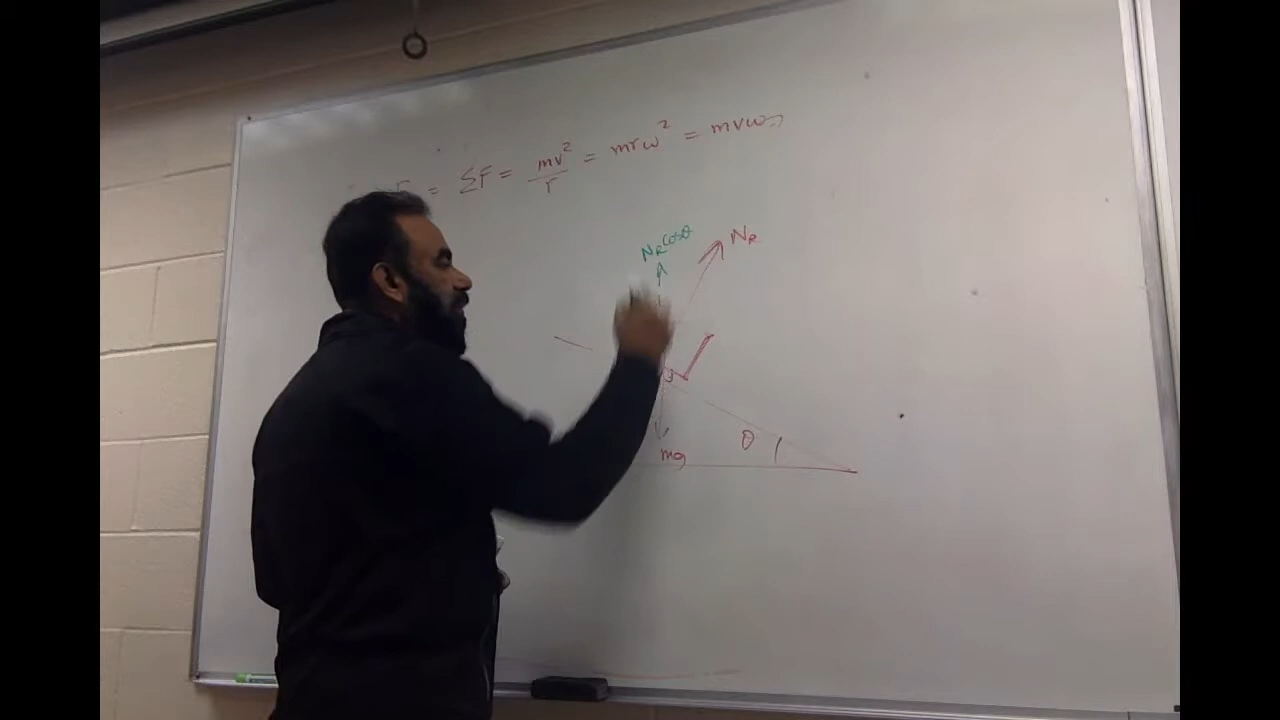 F = ΣF = mv²/r = mrω² = mvω
N_R cosθ
N_R
θ
mg